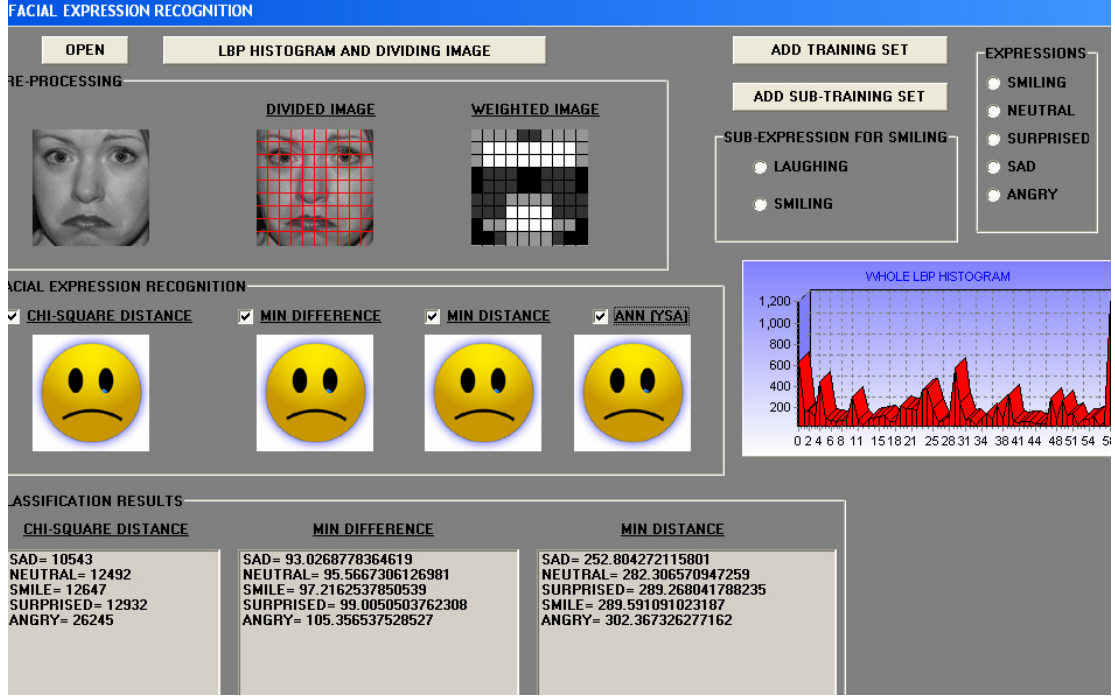 FACIAL EXPRESSION RECOGNITION
OPEN
LBP HISTOGRAM AND DIVIDING IMAGE
ADD TRAINING SET
EXPRESSIONS
SMILING
NEUTRAL
SURPRISED
SAD
ANGRY
RE-PROCESSING
DIVIDED IMAGE
WEIGHTED IMAGE
ADD SUB-TRAINING SET
SUB-EXPRESSION FOR SMILING
LAUGHING
SMILING
ACIAL EXPRESSION RECOGNITION
CHI-SQUARE DISTANCE
MIN DIFFERENCE
MIN DISTANCE
ANN (YSA)
WHOLE LBP HISTOGRAM
1,200
1,000
800
600
400
200
0 2 4 6 8 11 15 18 21 25 28 31 34 38 41 44 48 51 54 58
LASSIFICATION RESULTS
CHI-SQUARE DISTANCE
SAD= 10543
NEUTRAL= 12492
SMILE= 12647
SURPRISED= 12932
ANGRY= 26245
MIN DIFFERENCE
SAD= 93.0268778364619
NEUTRAL= 95.5667306126981
SMILE= 97.2162537850539
SURPRISED= 99.0050503762308
ANGRY= 105.356537528527
MIN DISTANCE
SAD= 252.804272115801
NEUTRAL= 282.306570947259
SURPRISED= 289.268041788235
SMILE= 289.591091023187
ANGRY= 302.367326277162